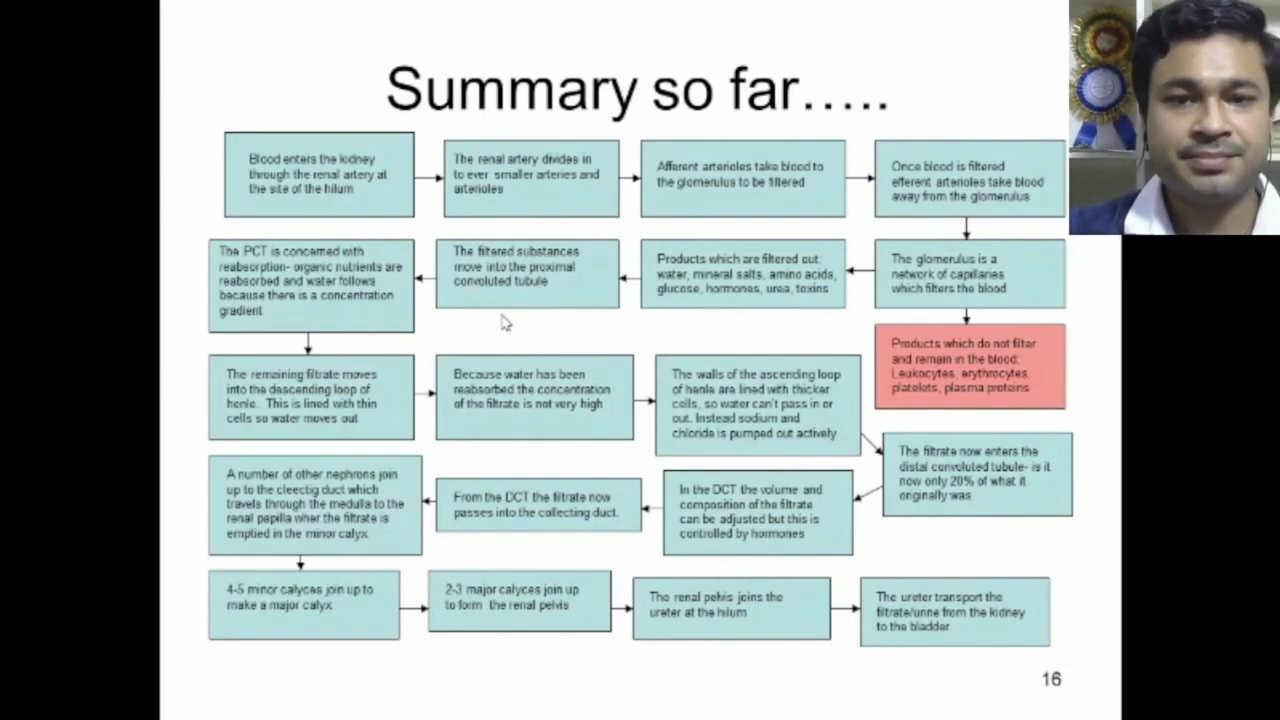 Summary so far.....
Blood enters the kidney
through the renal artery at
the site of the hilum
The renal artery divides in
to ever smaller arteries and
arterioles
Afferent arterioles take blood to
the glomerulus to be filtered
Once blood is filtered
efferent arterioles take blood
away from the glomerulus
The glomerulus is a
network of capillaries
which filters the blood
Products which do not filter
and remain in the blood:
Leukocytes, erythrocytes,
platelets, plasma proteins
Products which are filtered out:
water, mineral salts, amino acids,
glucose, hormones, urea, toxins
The filtered substances
move into the proximal
convoluted tubule
The PCT is concerned with
reabsorption- organic nutrients are
reabsorbed and water follows
because there is a concentration
gradient
The remaining filtrate moves
into the descending loop of
henle. This is lined with thin
cells so water moves out
Because water has been
reabsorbed the concentration
of the filtrate is not very high
The walls of the ascending loop
of henle are lined with thicker
cells, so water can't pass in or
out. Instead sodium and
chloride is pumped out actively
The filtrate now enters the
distal convoluted tubule- is it
now only 20% of what it
originally was
In the DCT the volume and
composition of the filtrate
can be adjusted but this is
controlled by hormones
From the DCT the filtrate now
passes into the collecting duct.
A number of other nephrons join
up to the cleectig duct which
travels through the medulla to the
renal papilla wher the filtrate is
emptied in the minor calyx
4-5 minor calyces join up to
make a major calyx
2-3 major calyces join up
to form the renal pelvis
The renal pelvis joins the
ureter at the hilum
The ureter transport the
filtrate/urine from the kidney
to the bladder
16